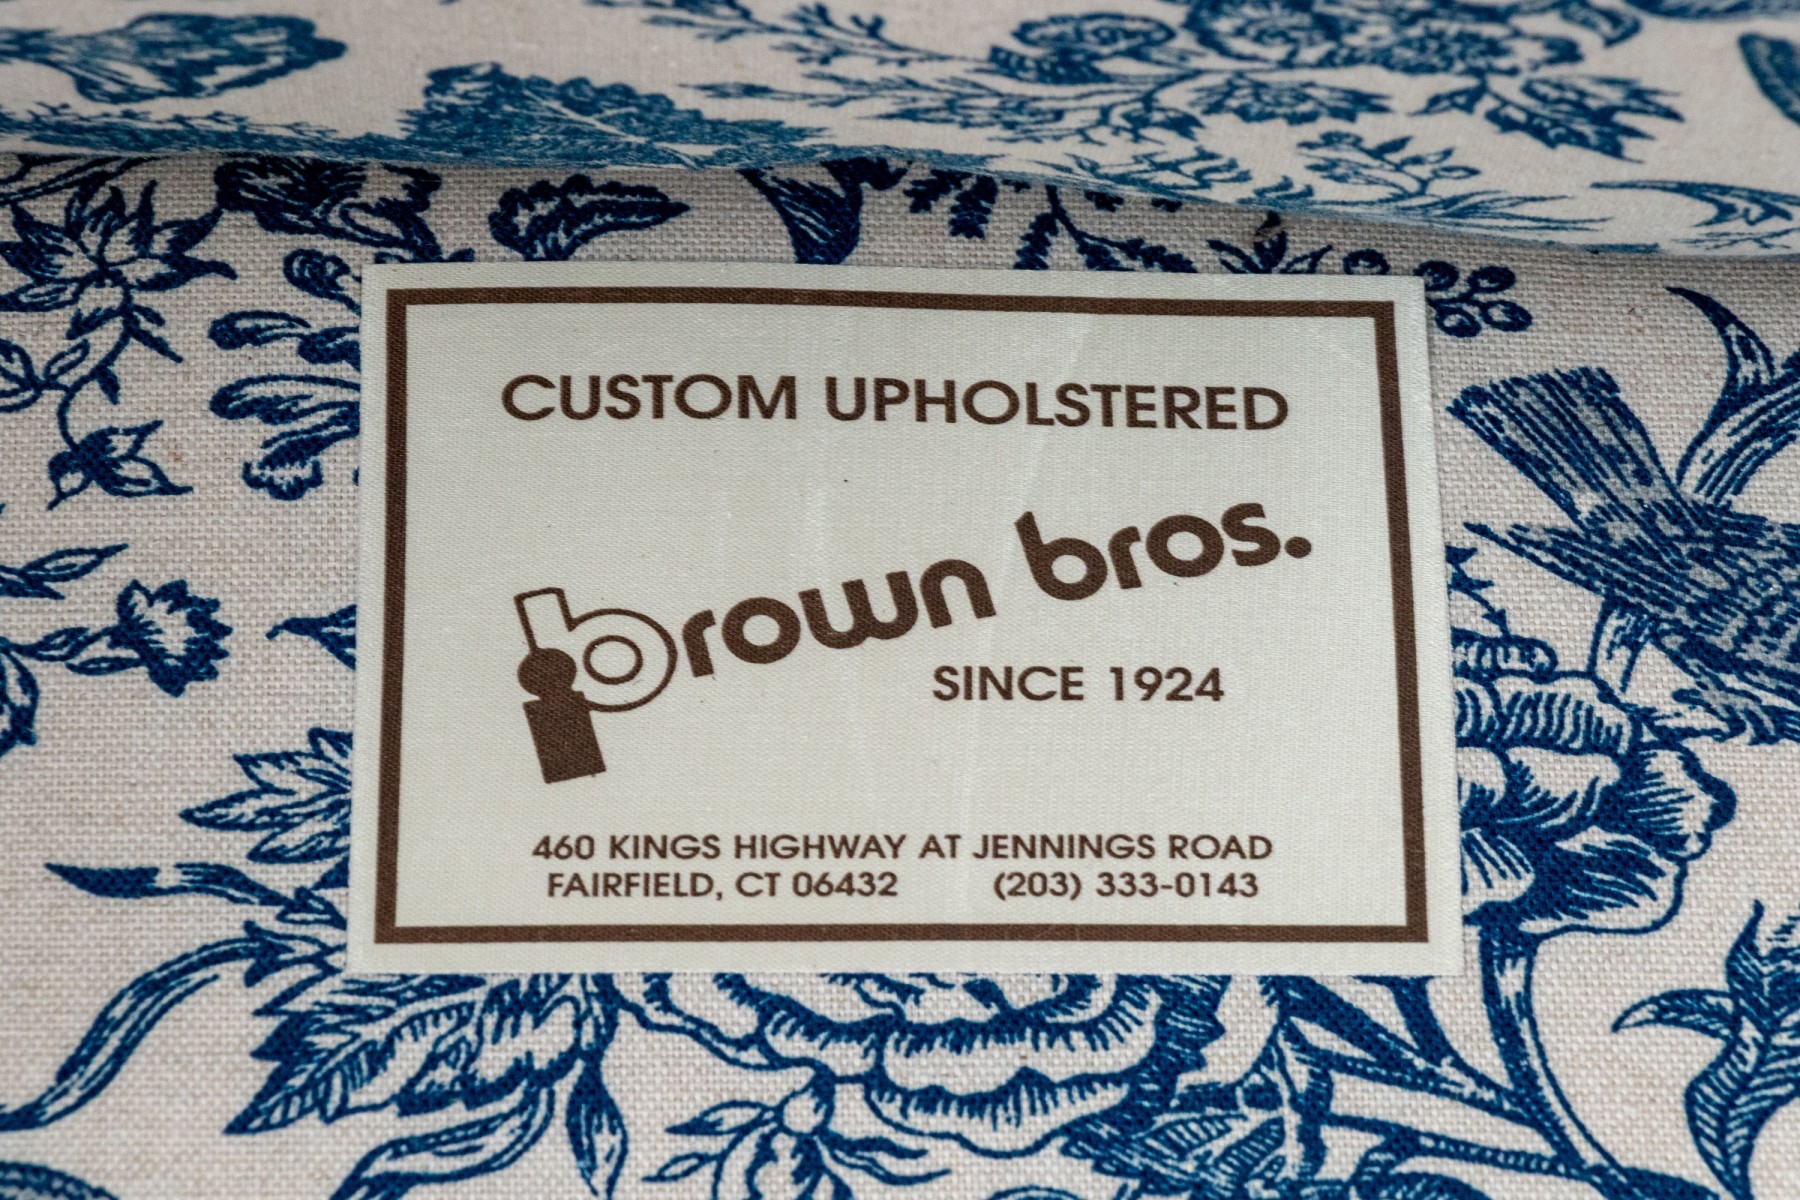 CUSTOM UPHOLSTERED
brown bros.
SINCE 1924
460 KINGS HIGHWAY AT JENNINGS ROAD
FAIRFIELD, CT 06432 (203) 333-0143